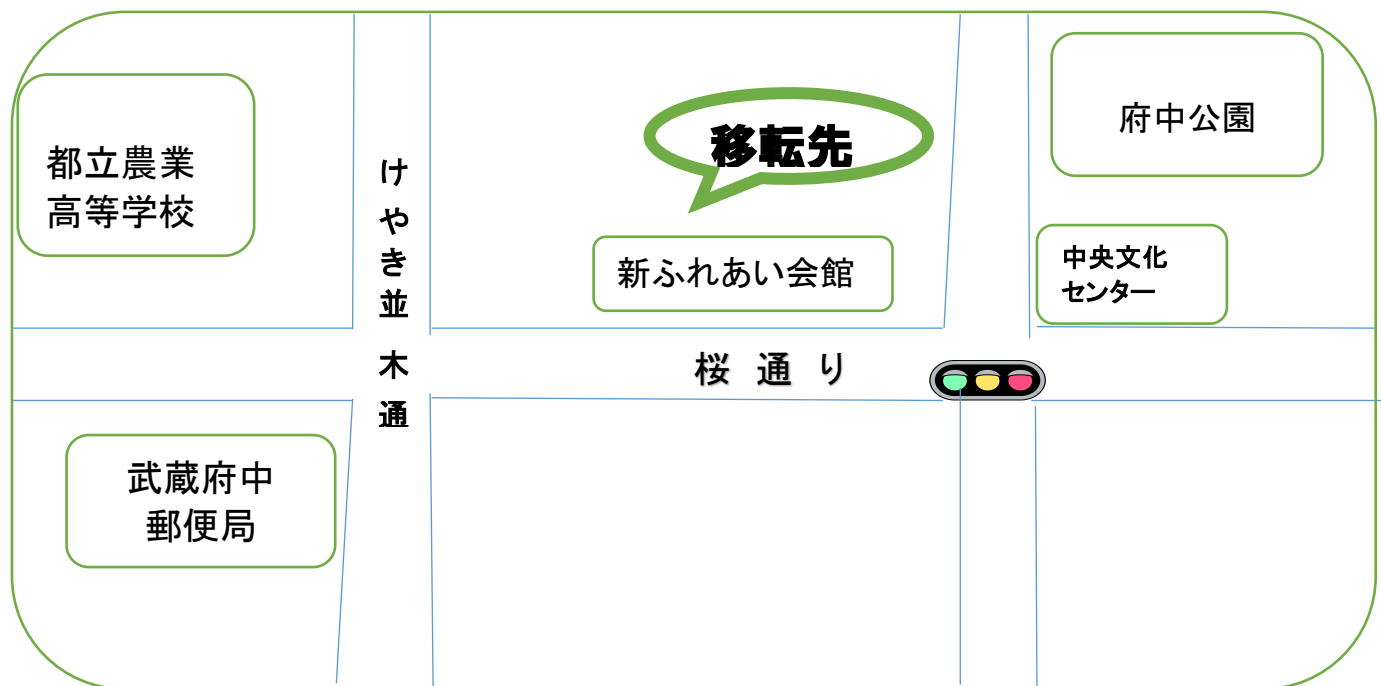 都立農業
高等学校
けやき並木通
移転先
新ふれあい会館
府中公園
中央文化
センター
桜通り
武蔵府中
郵便局